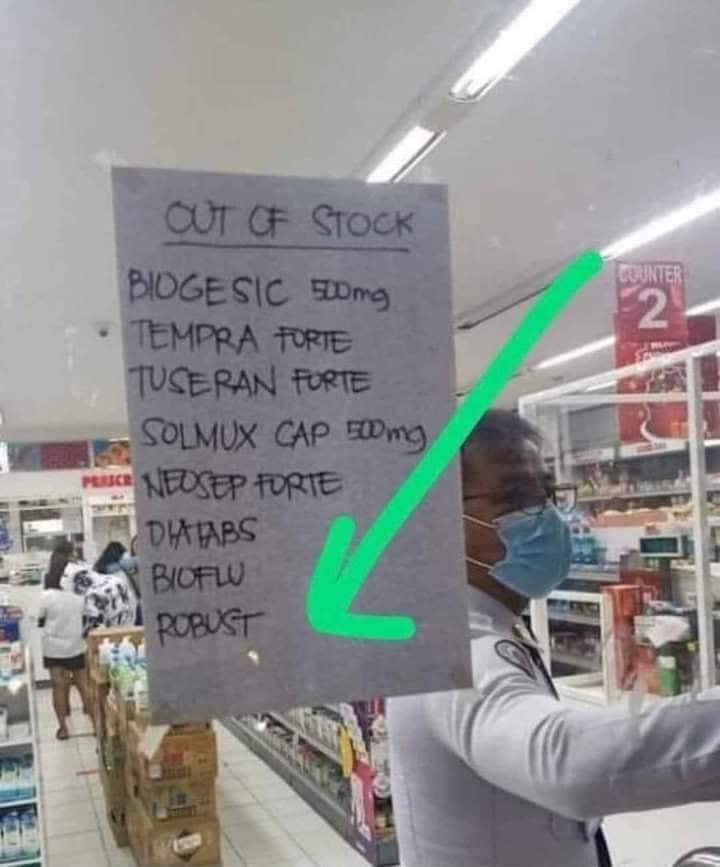 OUT OF STOCK
BIOGESIC 500mg
TEMPRA FORTE
TUSERAN FORTE
SOLMUX CAP 500mg
NEOSEP FORTE
DIATABS
BIOFLU
ROBUST
COUNTER
2